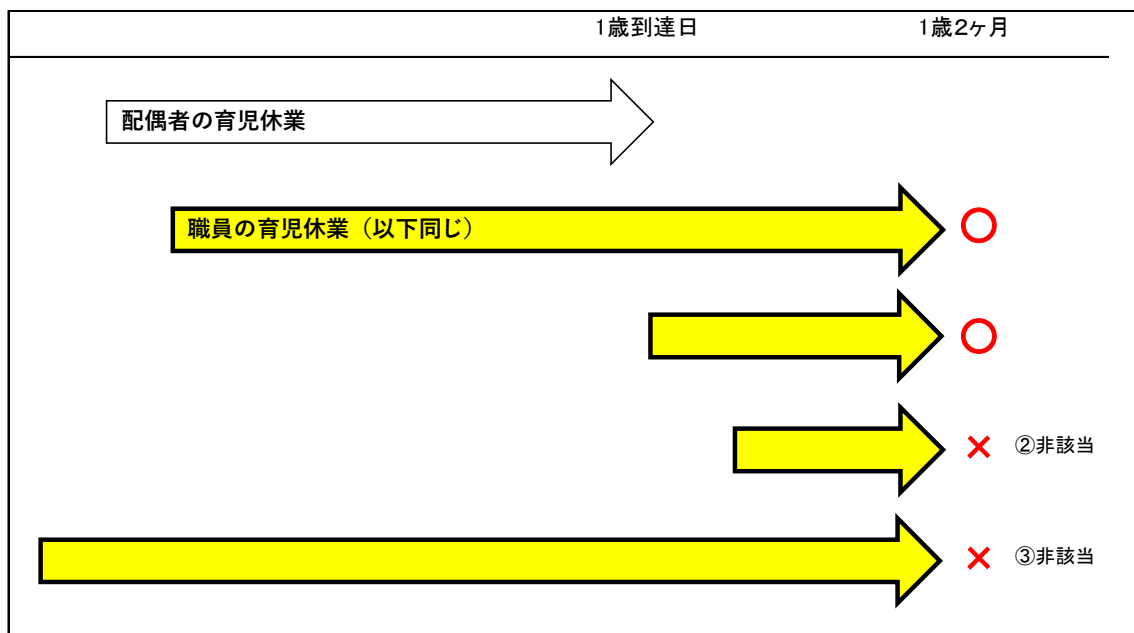 1歳到達日
1歳2ヶ月
配偶者の育児休業
職員の育児休業（以下同じ）
②非該当
③非該当